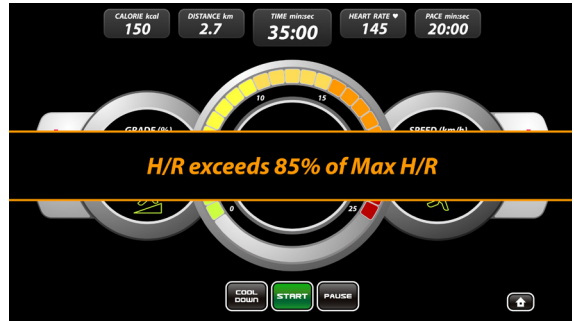 CALORIE kcal
150
DISTANCE km
2.7
TIME min:sec
35:00
HEART RATE ♥
145
PACE min:sec
20:00
10
15
GRADE (%)
SPEED (km/h)
H/R exceeds 85% of Max H/R
0
25
COOL
DOWN
START
PAUSE